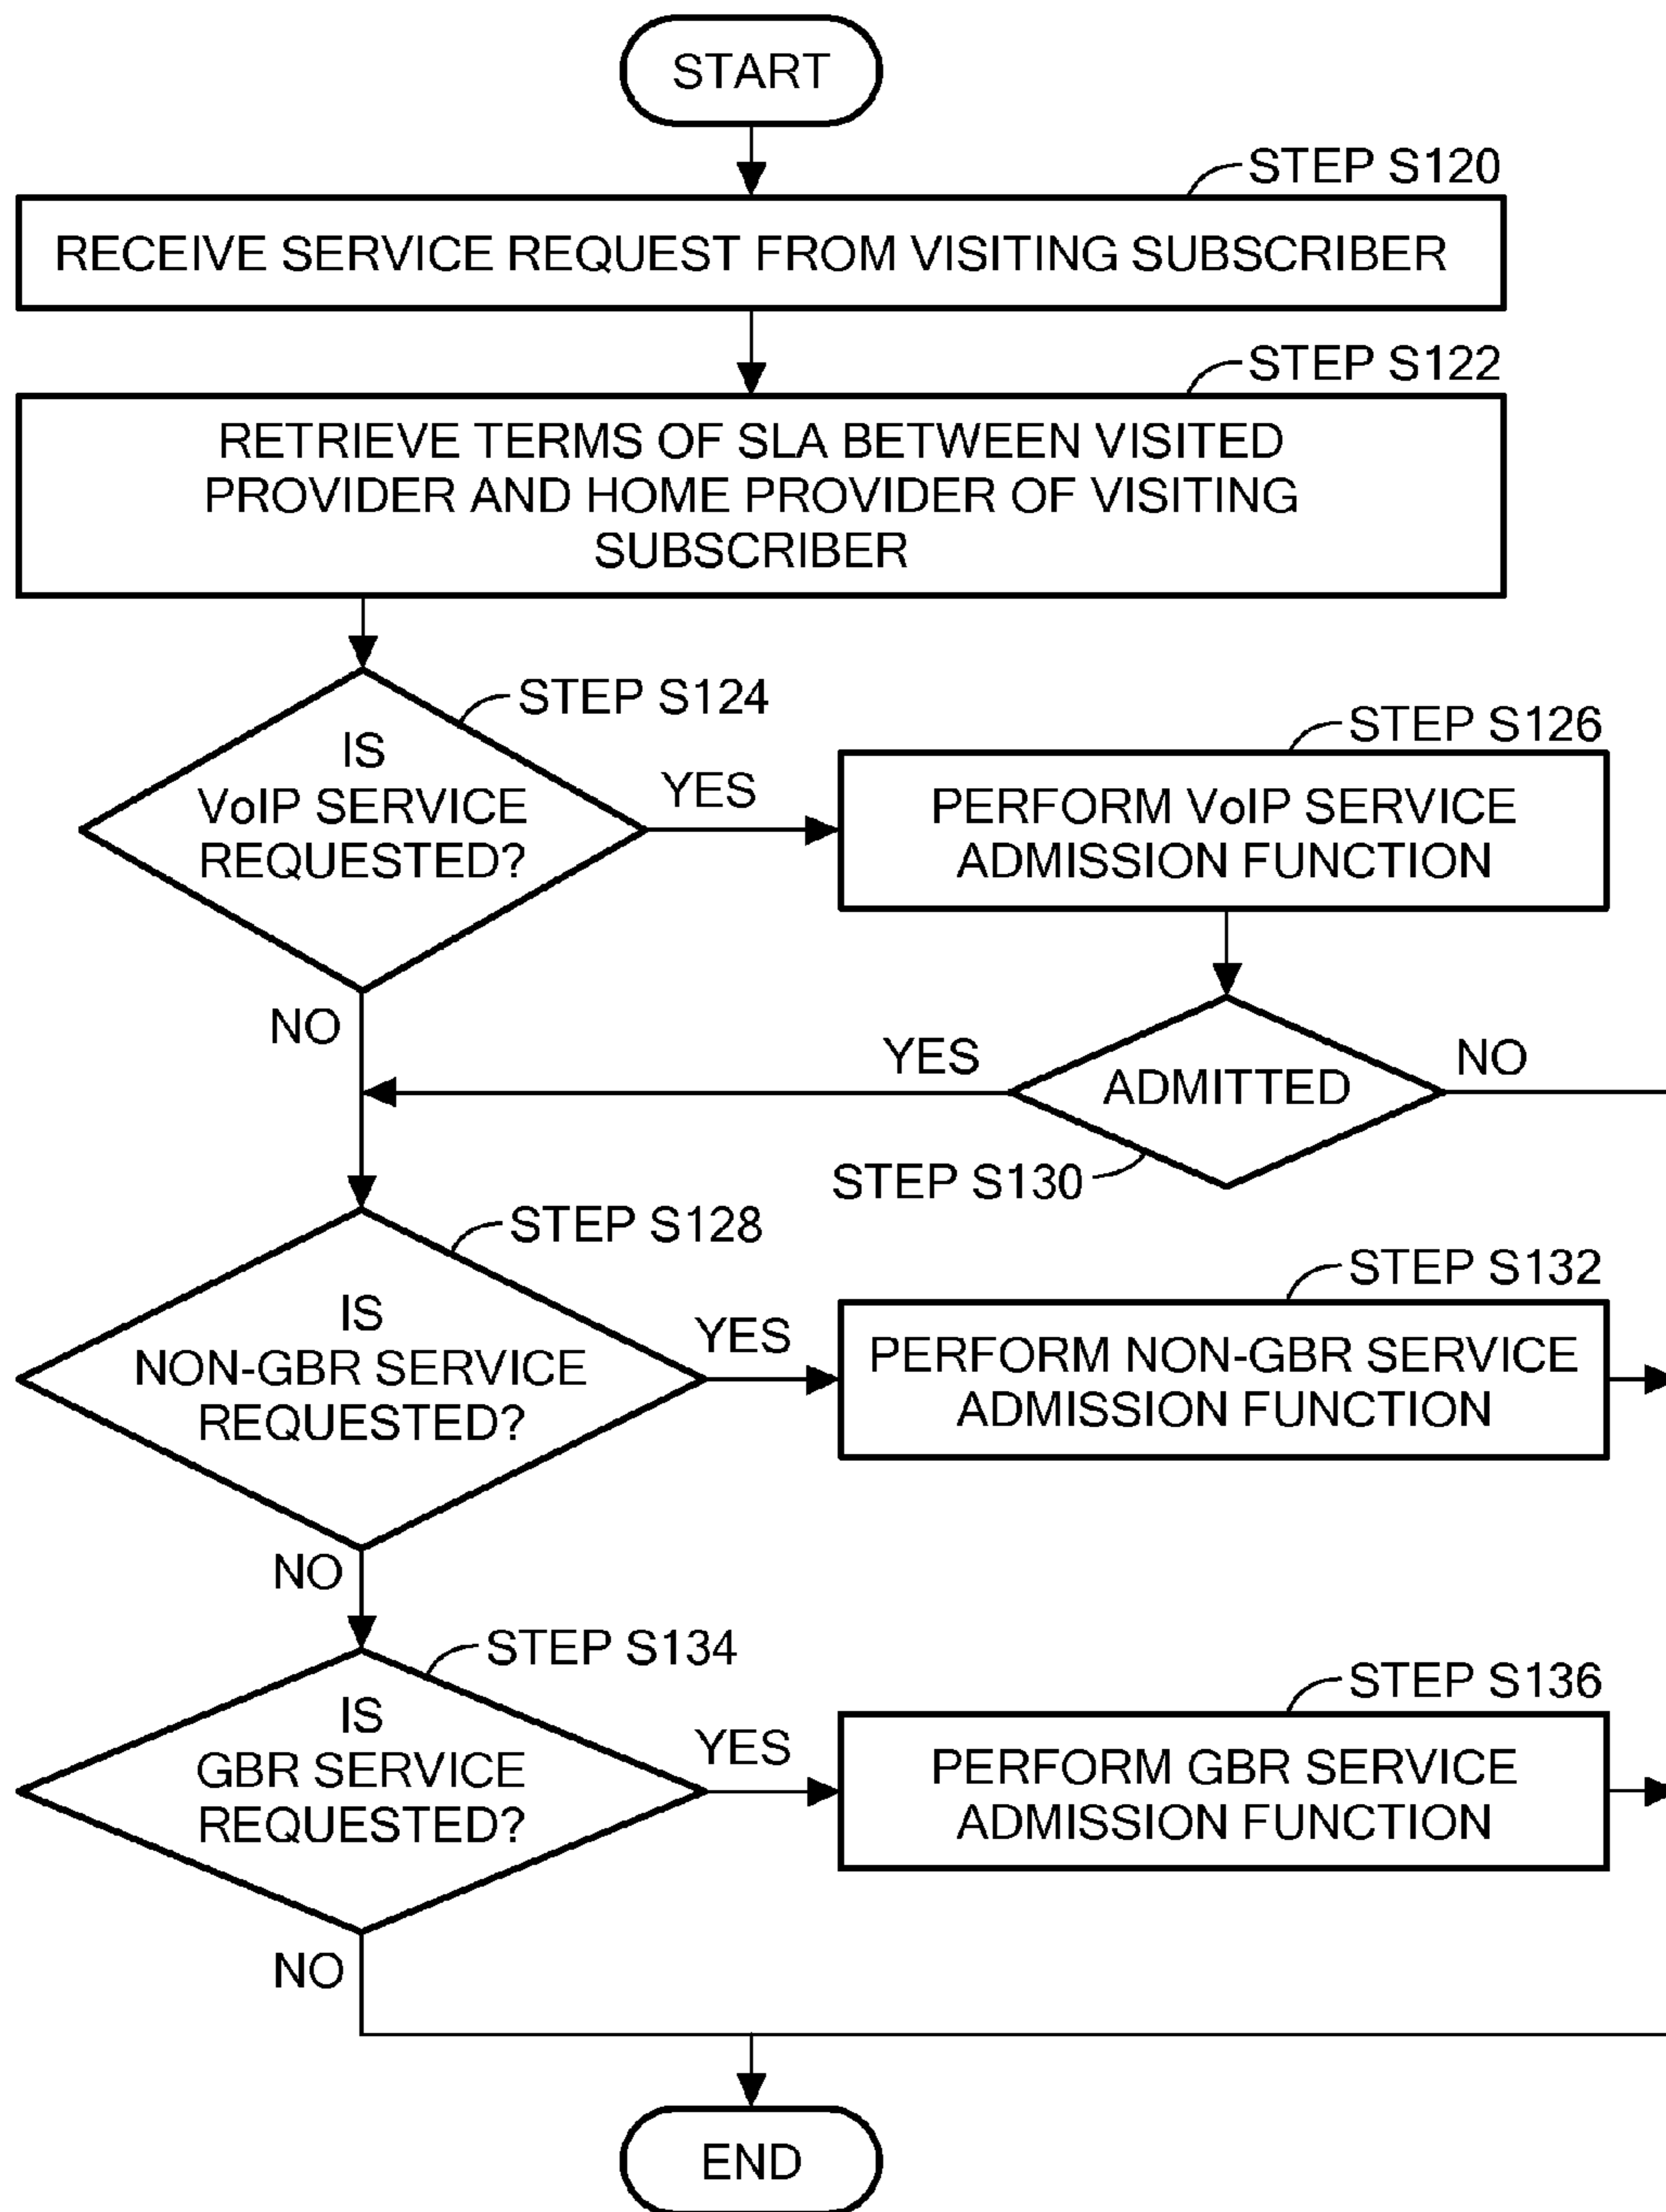 START
STEP S120
RECEIVE SERVICE REQUEST FROM VISITING SUBSCRIBER
STEP S122
RETRIEVE TERMS OF SLA BETWEEN VISITED
PROVIDER AND HOME PROVIDER OF VISITING
SUBSCRIBER
STEP S124
IS
VoIP SERVICE
REQUESTED?
YES
STEP S126
PERFORM VoIP SERVICE
ADMISSION FUNCTION
NO
YES
ADMITTED
NO
STEP S130
STEP S128
IS
NON-GBR SERVICE
REQUESTED?
YES
STEP S132
PERFORM NON-GBR SERVICE
ADMISSION FUNCTION
NO
STEP S134
IS
GBR SERVICE
REQUESTED?
YES
STEP S136
PERFORM GBR SERVICE
ADMISSION FUNCTION
NO
END